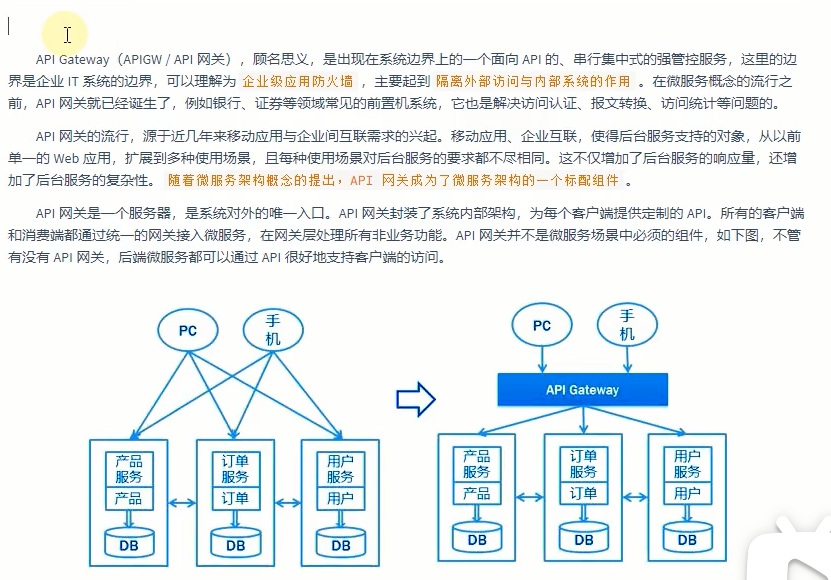 API Gateway（APIGW / API 网关），顾名思义，是出现在系统边界上的一个面向 API 的、串行集中式的强管控服务，这里的边
界是企业 IT 系统的边界，可以理解为 企业级应用防火墙 ，主要起到 隔离外部访问与内部系统的作用 。在微服务概念的流行之
前，API 网关就已经诞生了，例如银行、证券等领域常见的前置机系统，它也是解决访问认证、报文转换、访问统计等问题的。
API 网关的流行，源于近几年来移动应用与企业间互联需求的兴起。移动应用、企业互联，使得后台服务支持的对象，从以前
单一的 Web 应用，扩展到多种使用场景，且每种使用场景对后台服务的要求都不尽相同。这不仅增加了后台服务的响应量，还增
加了后台服务的复杂性。 随着微服务架构概念的提出，API 网关成为了微服务架构的一个标配组件 。
API 网关是一个服务器，是系统对外的唯一入口。API 网关封装了系统内部架构，为每个客户端提供定制的 API。所有的客户端
和消费端都通过统一的网关接入微服务，在网关层处理所有非业务功能。API 网关并不是微服务场景中必须的组件，如下图，不管
有没有 API 网关，后端微服务都可以通过 API 很好地支持客户端的访问。
PC
手
机
产品
服务
产品
DB
订单
服务
订单
DB
用户
服务
用户
DB
PC
手
机
API Gateway
产品
服务
产品
DB
订单
服务
订单
DB
用户
服务
用户
DB